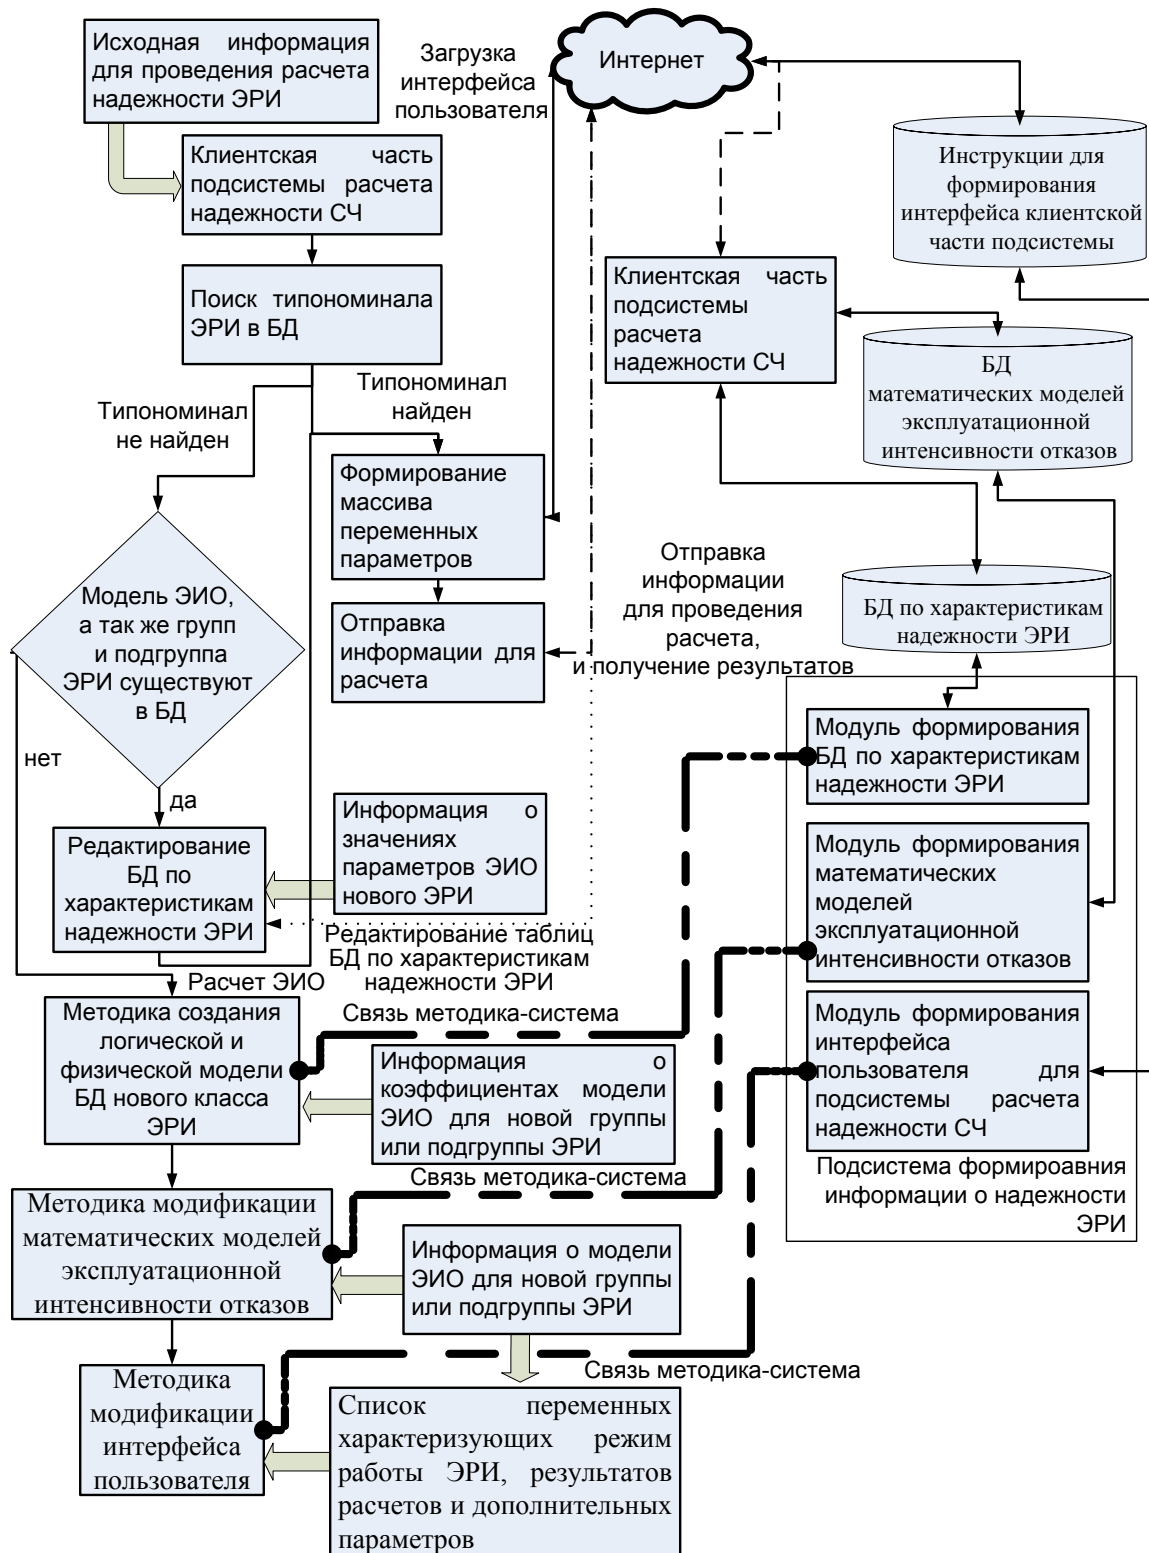 Исходная информация
для проведения расчета
надежности ЭРИ
Загрузка
интерфейса
пользователя
Интернет
Инструкции для
формирования
интерфейса клиентской
части подсистемы
Клиентская часть
подсистемы расчета
надежности СЧ
Поиск типономинала
ЭРИ в БД
Клиентская часть
подсистемы
расчета
надежности СЧ
БД
математических моделей
эксплуатационной
интенсивности отказов
Типономинал
не найден
Типономинал
найден
Формирование
массива
переменных
параметров
Отправка
информации для
расчета
Отправка
информации
для проведения
расчета,
и получение результатов
БД по характеристикам
надежности ЭРИ
Модель ЭИО,
а так же групп
и подгруппа
ЭРИ существуют
в БД
нет
да
Модуль формирования
БД по характеристикам
надежности ЭРИ
Информация о
значениях
параметров ЭИО
нового ЭРИ
Редактирование
БД по
характеристикам
надежности ЭРИ
Модуль формирования
математических
моделей
эксплуатационной
интенсивности отказов
Редактирование таблиц
БД по характеристикам
надежности ЭРИ
Расчет ЭИО
Связь методика-система
Методика создания
логической и
физической модели
БД нового класса
ЭРИ
Информация о
коэффициентах модели
ЭИО для новой группы
или подгруппы ЭРИ
Модуль формирования
интерфейса
пользователя для
подсистемы расчета
надежности СЧ
Подсистема формироавния
информации о надежности
ЭРИ
Связь методика-система
Методика модификации
математических моделей
эксплуатационной
интенсивности отказов
Информация о модели
ЭИО для новой группы
или подгруппы ЭРИ
Связь методика-система
Методика
модификации
интерфейса
пользователя
Список переменных
характеризующих режим
работы ЭРИ, результатов
расчетов и дополнительных
параметров